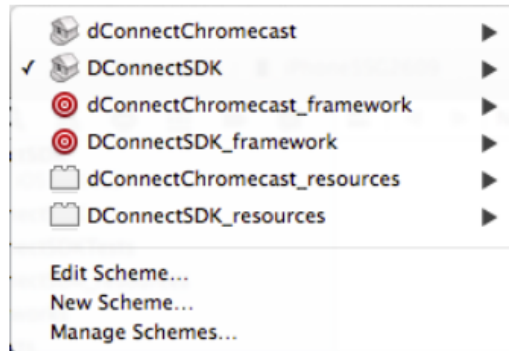 dConnectChromecast
DConnectSDK
dConnectChromecast_framework
DConnectSDK_framework
dConnectChromecast_resources
DConnectSDK_resources
Edit Scheme...
New Scheme...
Manage Schemes...